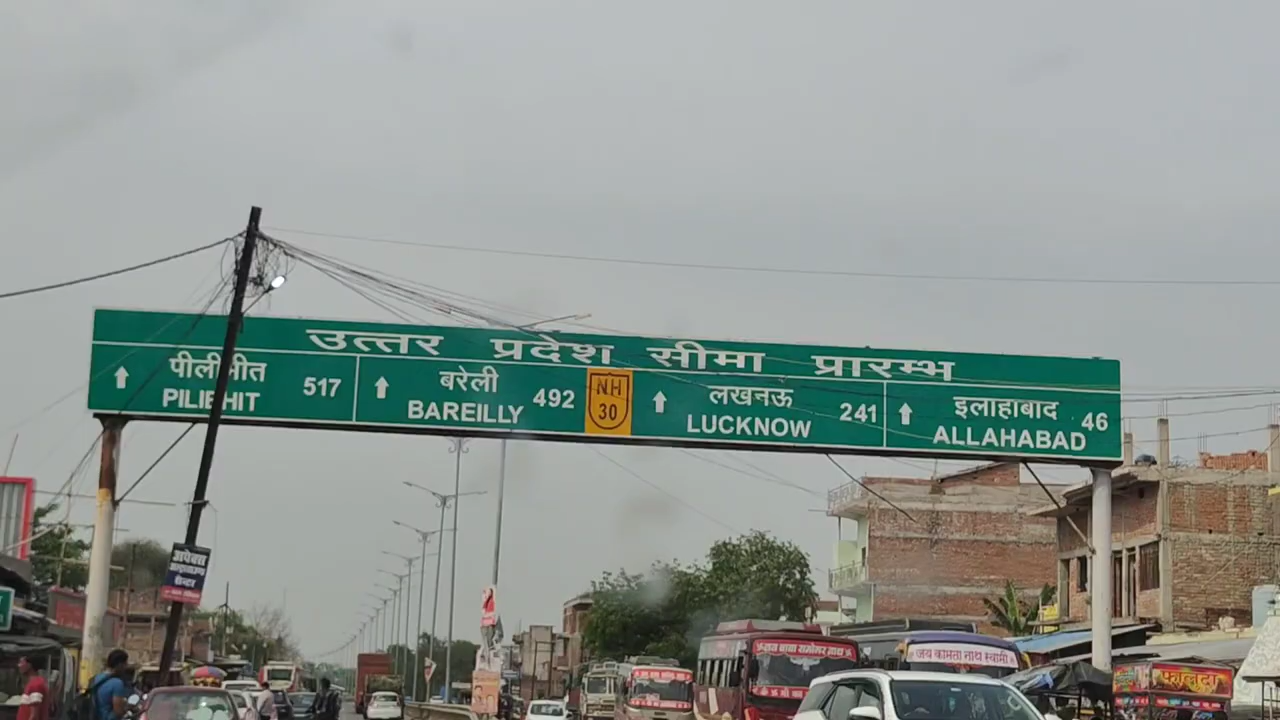 उत्तर प्रदेश सीमा प्रारम्भ
पीलीभीत
PILIBHIT
517
बरेली
BAREILLY
492
NH
30
लखनऊ
LUCKNOW
241
इलाहाबाद
ALLAHABAD
46
जय कामता नाथ स्वामी
सेन्टर